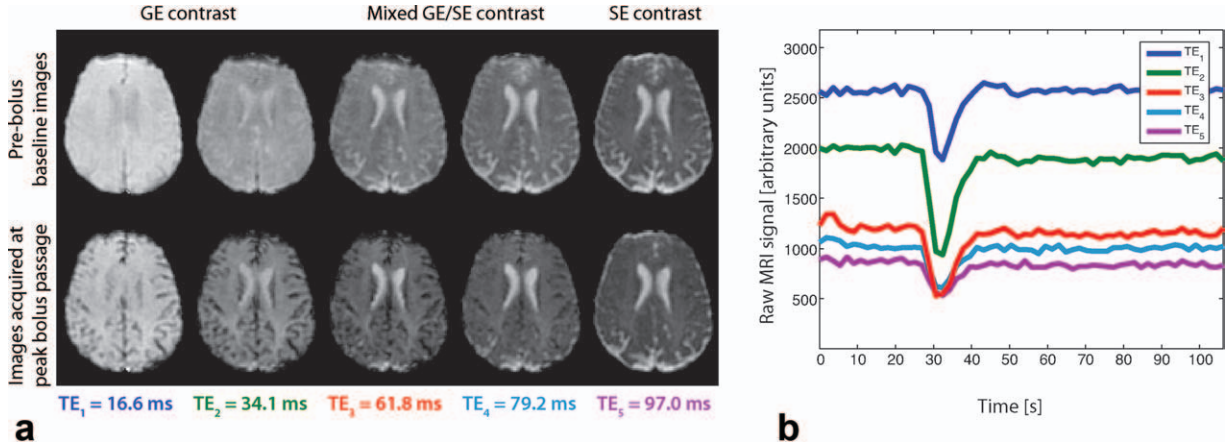 GE contrast
Mixed GE/SE contrast
SE contrast
Pre-bolus
baseline images
Images acquired at
peak bolus passage
TE1 = 16.6 ms
TE2 = 34.1 ms
TE3 = 61.8 ms
TE4 = 79.2 ms
TE5 = 97.0 ms
a
Raw MRI signal [arbitrary units]
3000
2500
2000
1500
1000
500
TE1
TE2
TE3
TE4
TE5
0 10 20 30 40 50 60 70 80 90 100
Time [s]
b